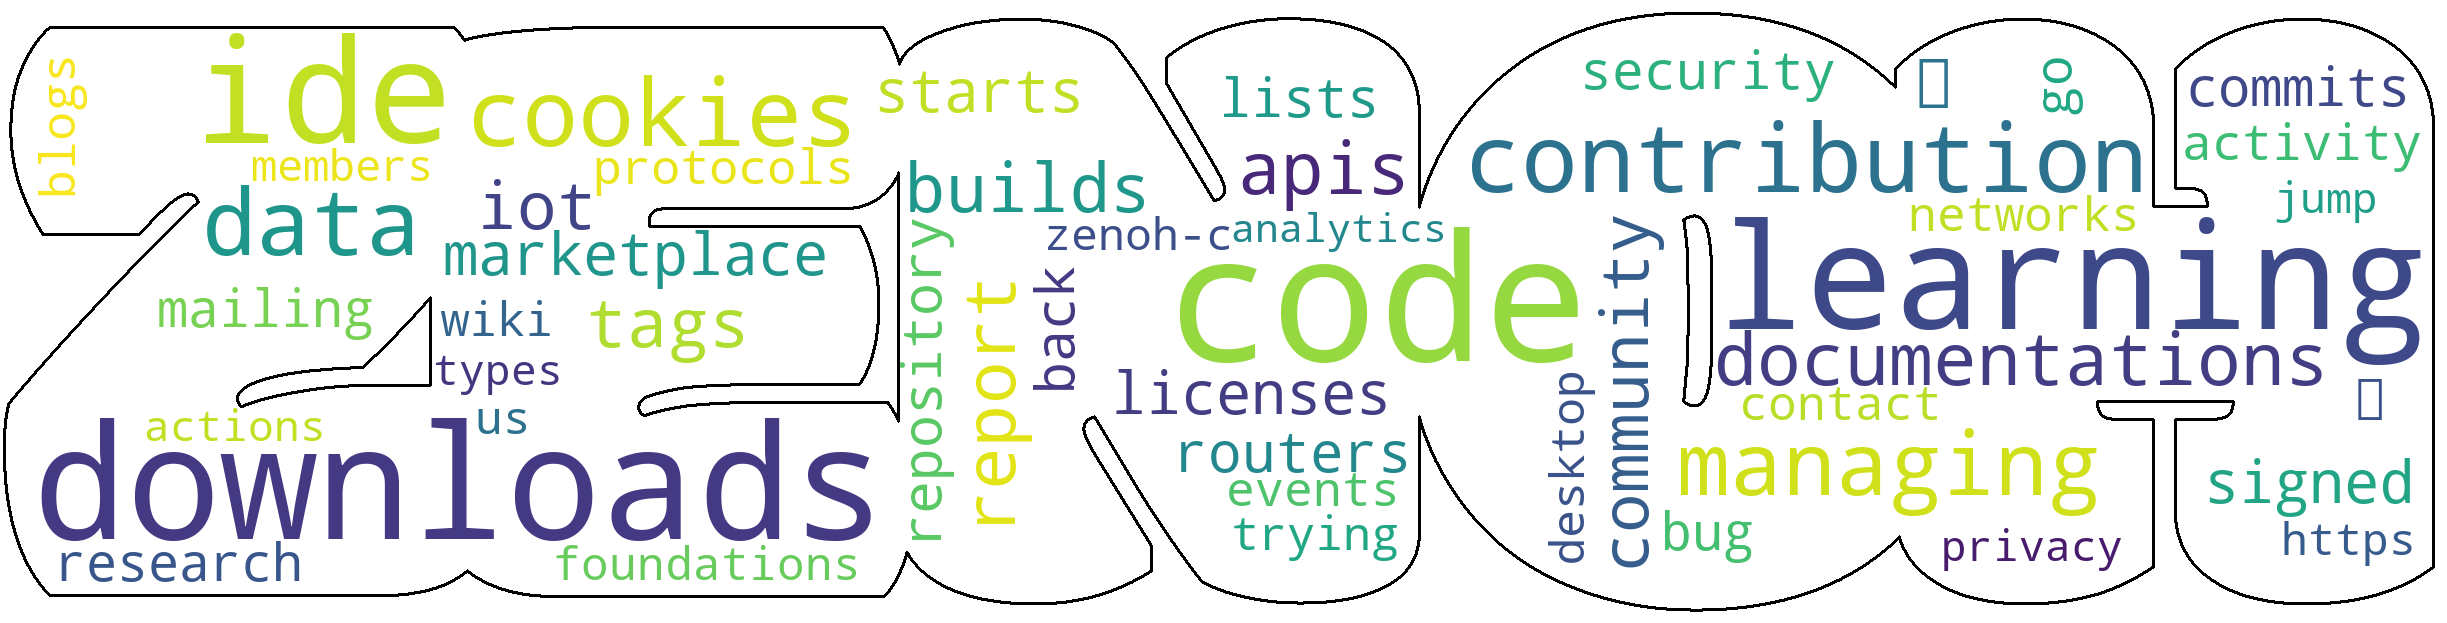 blogs
ide
cookies
starts
members
protocols
data
iot
marketplace
mailing
wiki
tags
types
actions
us
downloads
research
foundations
builds
repository
report
back
zenoh-c
analytics
lists
apis
code
licenses
routers
events
trying
security
go
contribution
networks
commits
activity
jump
learning
documentations
community
desktop
contact
managing
bug
privacy
signed
https